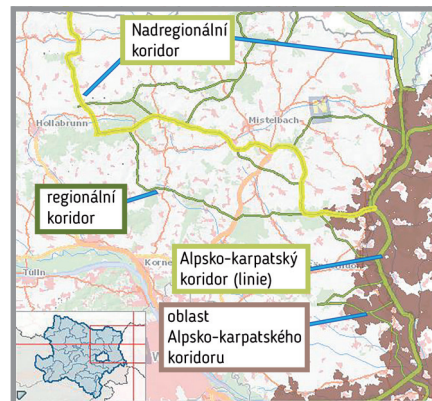 Nadregionální
koridor
Hollabrunn
Mistelbach
regionální
koridor
Tulln
Korne
Alpsko-karpatský
koridor (linie)
oblast
Alpsko-karpatského
koridoru
W